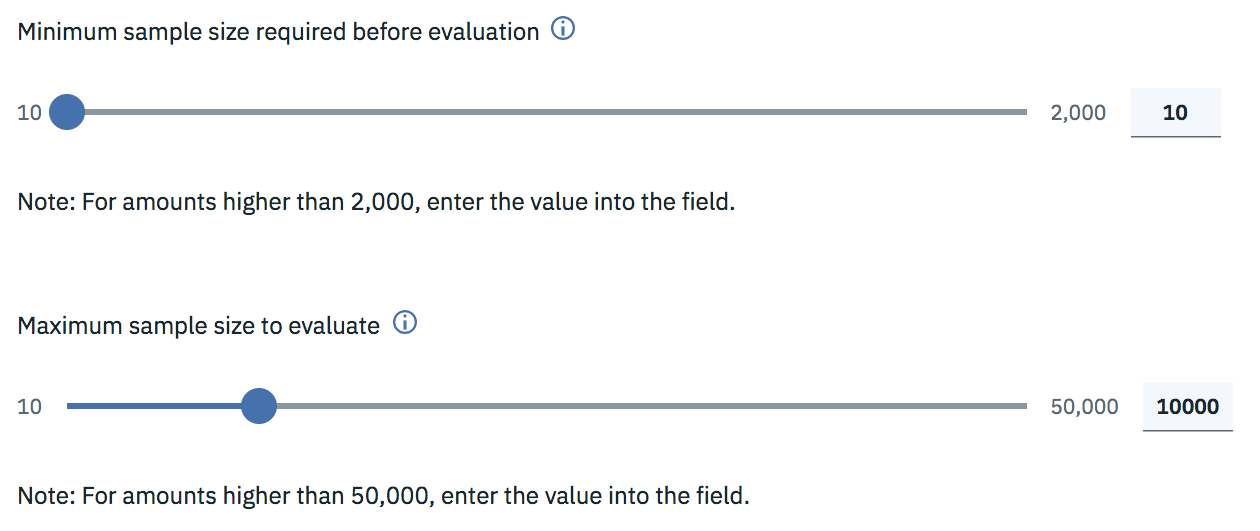 Minimum sample size required before evaluation
10 2,000 10
Note: For amounts higher than 2,000, enter the value into the field.
Maximum sample size to evaluate
10 50,000 10000
Note: For amounts higher than 50,000, enter the value into the field.